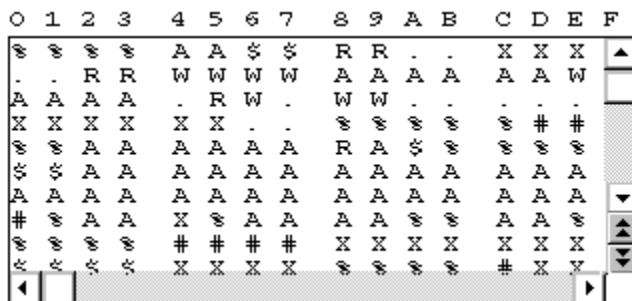 0 1 2 3 4 5 6 7 8 9 A B C D E F
% % % % A A $ $ R R . . X X X
. . R R W W W W A A A A A A W
A A A A . R W . W W . . . . .
X X X X X X . . % % % % % # #
% % A A A A A A R A $ % % % %
$ $ A A A A A A A A A A A A A
A A A A A A A A A A A A A A A
# % A A X % A A A A % % A A %
% % % % # # # # X X X X X X X
$ $ $ $ X X X X % % % % # X X